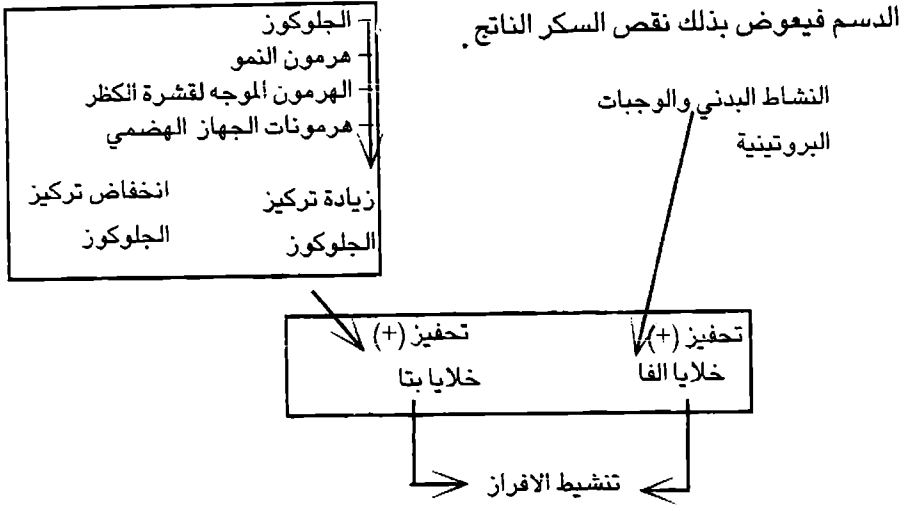 الدسم فيعوض بذلك نقص السكر الناتج .
النشاط البدني والوجبات
البروتينية
الجلوكوز
هرمون النمو
الهرمون الموجه لقشرة الكظر
هرمونات الجهاز الهضمي
زيادة تركيز
الجلوكوز
انخفاض تركيز
الجلوكوز
تحفيز (+)
خلايا الفا
تحفيز (+)
خلايا بتا
تنشيط الافراز